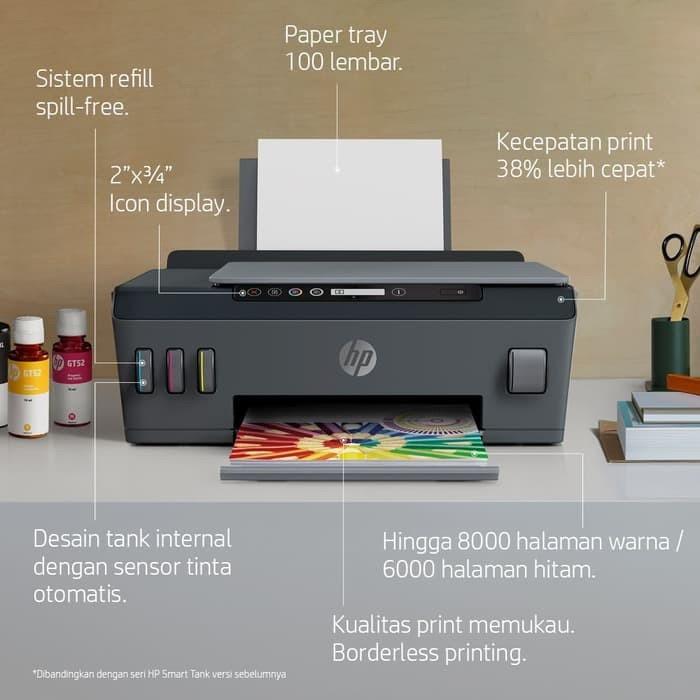 Paper tray
100 lembar.
Sistem refill
spill-free.
Kecepatan print
38% lebih cepat*
2"x¾"
Icon display.
hp
hp GT52
hp GT52
Desain tank internal
dengan sensor tinta
otomatis.
Hingga 8000 halaman warna /
6000 halaman hitam.
Kualitas print memukau.
Borderless printing.
*Dibandingkan dengan seri HP Smart Tank versi sebelumnya